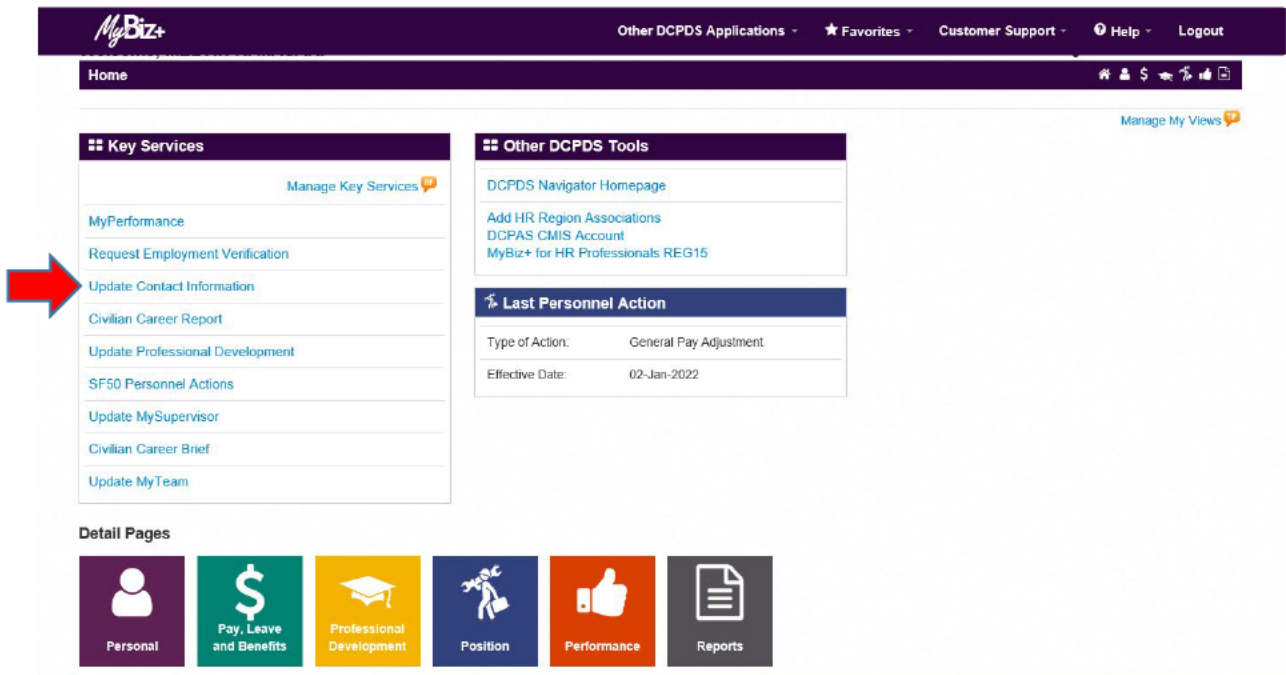 MyBiz+
Other DCPDS Applications
Favorites
Customer Support
Help
Logout
Home
Manage My Views
Key Services
Manage Key Services
MyPerformance
Request Employment Verification
Update Contact Information
Civilian Career Report
Update Professional Development
SF50 Personnel Actions
Update MySupervisor
Civilian Career Brief
Update MyTeam
Other DCPDS Tools
DCPDS Navigator Homepage
Add HR Region Associations
DCPAS CMIS Account
MyBiz+ for HR Professionals REG15
Last Personnel Action
Type of Action: General Pay Adjustment
Effective Date: 02-Jan-2022
Detail Pages
Personal
Pay, Leave
and Benefits
Professional
Development
Position
Performance
Reports